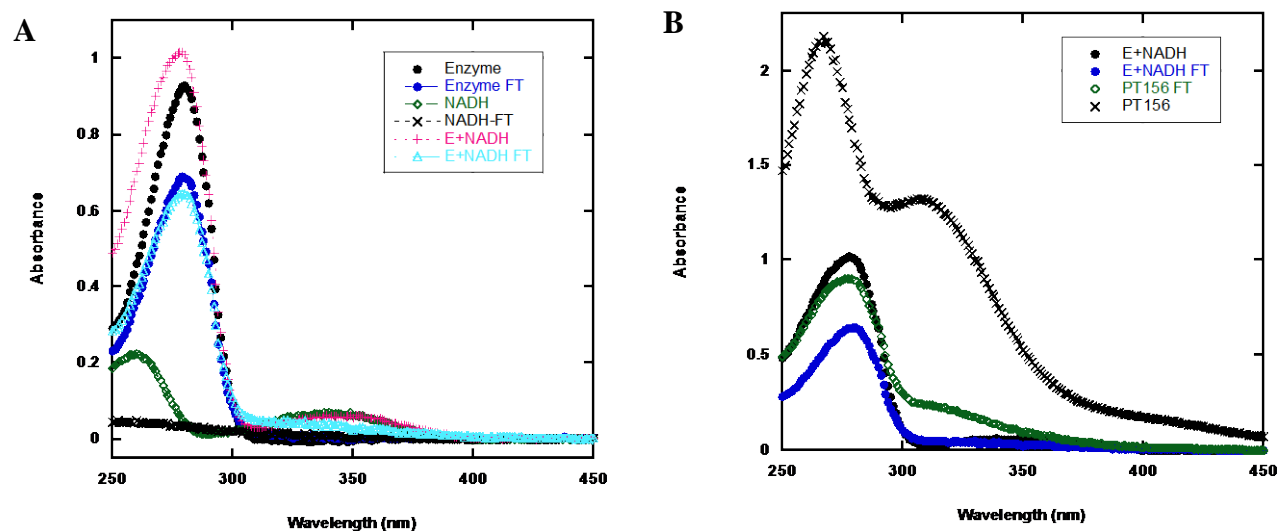 A
Enzyme
Enzyme FT
NADH
NADH-FT
E+NADH
E+NADH FT
Absorbance
1
0.8
0.6
0.4
0.2
0
250 300 350 400 450
Wavelength (nm)
B
E+NADH
E+NADH FT
PT156 FT
PT156
Absorbance
2
1.5
1
0.5
0
250 300 350 400 450
Wavelength (nm)